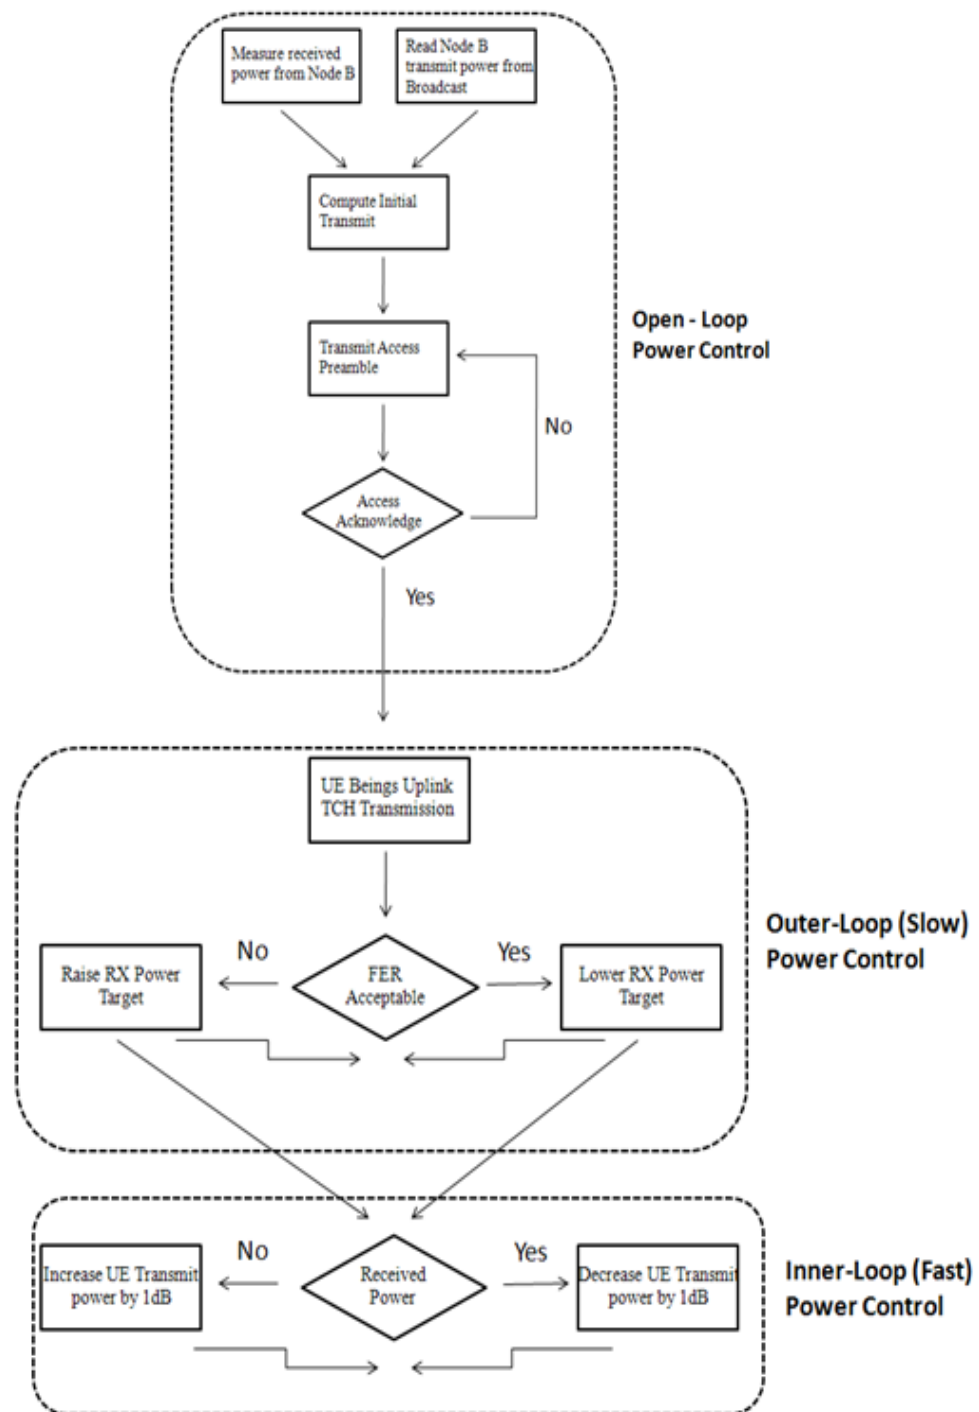 Measure received
power from Node B
Read Node B
transmit power from
Broadcast
Compute Initial
Transmit
Transmit Access
Preamble
No
Access
Acknowledge
Yes
Open - Loop
Power Control
UE Beings Uplink
TCH Transmission
No
FER
Acceptable
Yes
Raise RX Power
Target
Lower RX Power
Target
Outer-Loop (Slow)
Power Control
No
Received
Power
Yes
Increase UE Transmit
power by 1dB
Decrease UE Transmit
power by 1dB
Inner-Loop (Fast)
Power Control